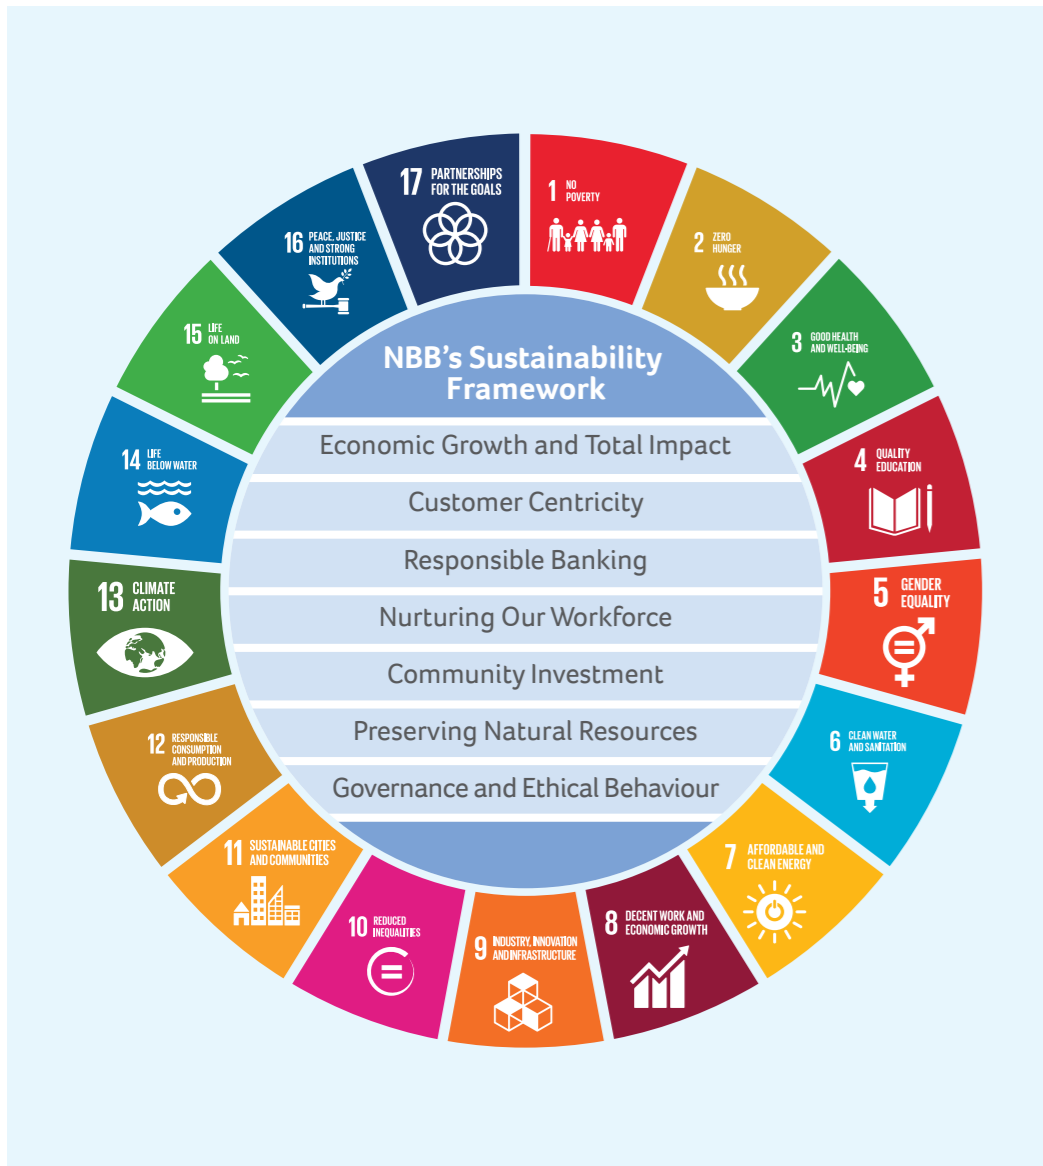 17 PARTNERSHIPS
FOR THE GOALS
1 NO
POVERTY
2 ZERO
HUNGER
3 GOOD HEALTH
AND WELL-BEING
4 QUALITY
EDUCATION
5 GENDER
EQUALITY
6 CLEAN WATER
AND SANITATION
7 AFFORDABLE AND
CLEAN ENERGY
8 DECENT WORK AND
ECONOMIC GROWTH
9 INDUSTRY, INNOVATION
AND INFRASTRUCTURE
10 REDUCED
INEQUALITIES
11 SUSTAINABLE CITIES
AND COMMUNITIES
12 RESPONSIBLE
CONSUMPTION
AND PRODUCTION
13 CLIMATE
ACTION
14 LIFE
BELOW WATER
15 LIFE
ON LAND
16 PEACE, JUSTICE
AND STRONG
INSTITUTIONS
NBB's Sustainability
Framework
Economic Growth and Total Impact
Customer Centricity
Responsible Banking
Nurturing Our Workforce
Community Investment
Preserving Natural Resources
Governance and Ethical Behaviour